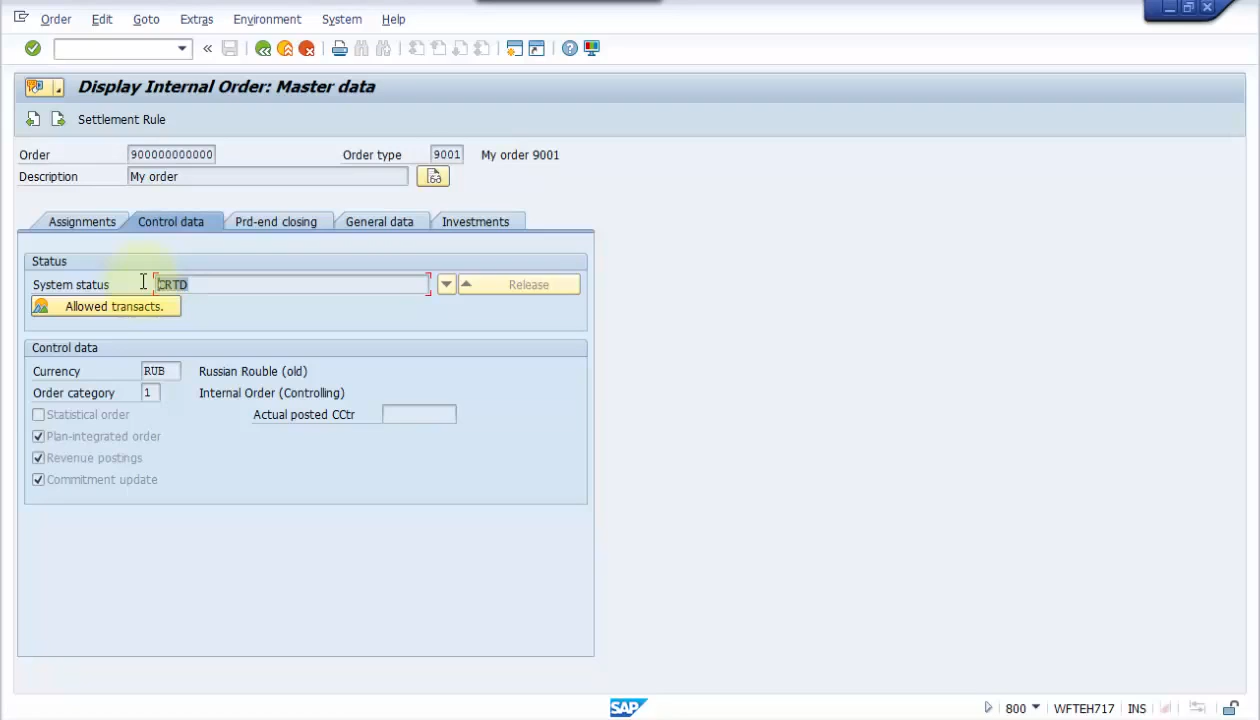 Order Edit Goto Extras Environment System Help
Display Internal Order: Master data
Settlement Rule
Order 900000000000 Order type 9001 My order 9001
Description My order
Assignments Control data Prd-end closing General data Investments
Status
System status CRTD Release
Allowed transacts.
Control data
Currency RUB Russian Rouble (old)
Order category 1 Internal Order (Controlling)
Statistical order Actual posted CCtr
Plan-integrated order
Revenue postings
Commitment update
SAP 800 WFTEH717 INS